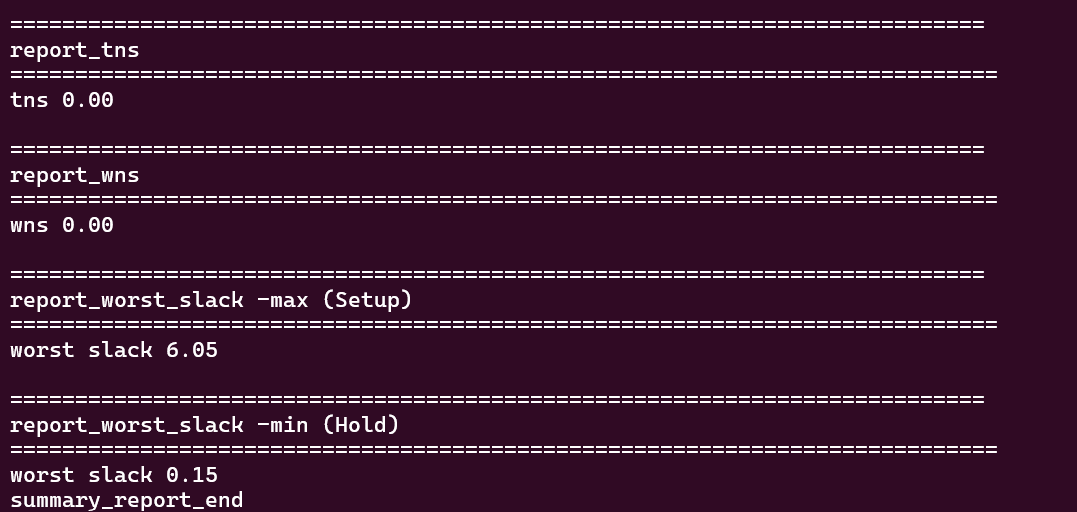 ===========================================================================
report_tns
============================================================================
tns 0.00
===========================================================================
report_wns
============================================================================
wns 0.00
===========================================================================
report_worst_slack -max (Setup)
============================================================================
worst slack 6.05
===========================================================================
report_worst_slack -min (Hold)
============================================================================
worst slack 0.15
summary_report_end